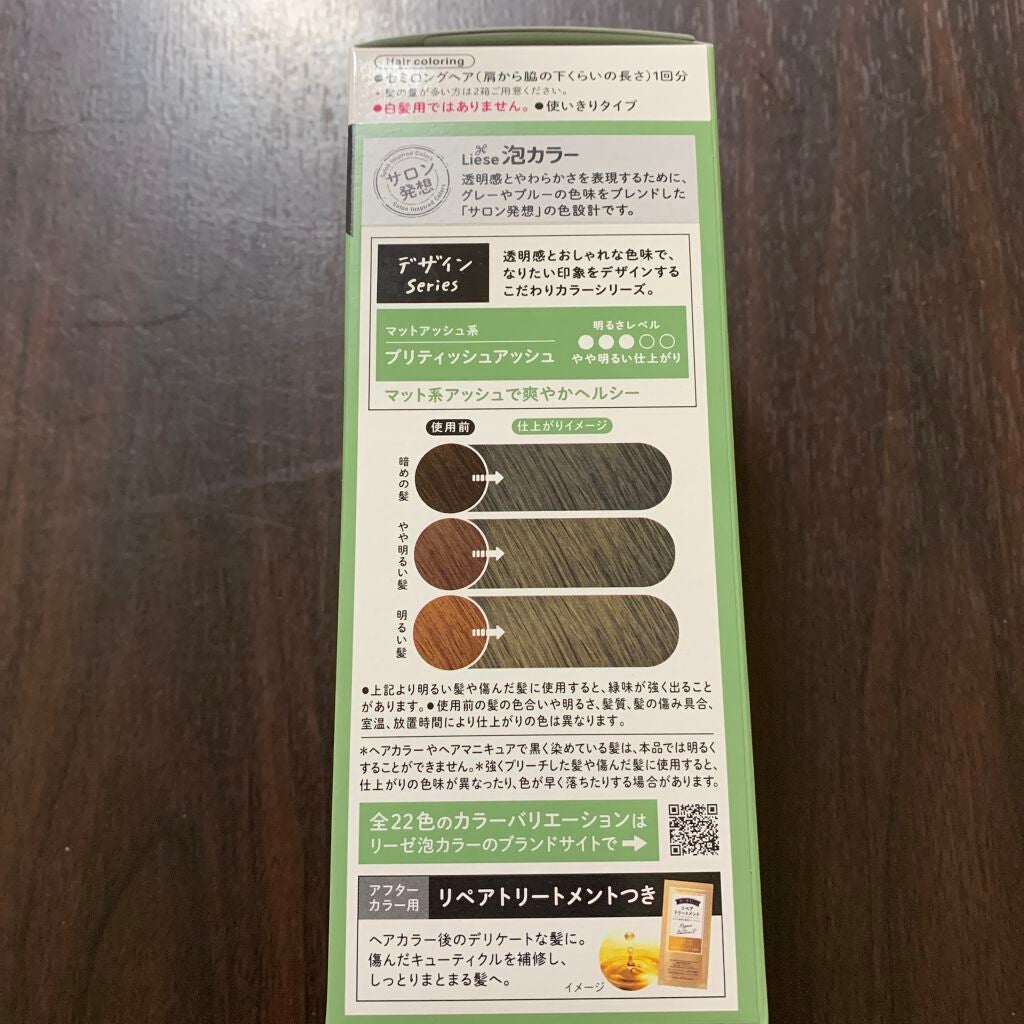 Hair coloring
●セミロングヘア(肩から脇の下くらいの長さ)1回分
*髪の量が多い方は2箱ご用意ください。
●白髪用ではありません。●使いきりタイプ
Salon Inspired Colors
サロン
発想
Salon Inspired Colors
Liese 泡カラー
透明感とやわらかさを表現するために、
グレーやブルーの色味をブレンドした
「サロン発想」の色設計です。
デザイン
Series
透明感とおしゃれな色味で、
なりたい印象をデザインする
こだわりカラーシリーズ。
マットアッシュ系
ブリティッシュアッシュ
明るさレベル
●●●○○
やや明るい仕上がり
マット系アッシュで爽やかヘルシー
使用前
仕上がりイメージ
暗めの髪
やや明るい髪
明るい髪
●上記より明るい髪や傷んだ髪に使用すると、緑味が強く出ること
があります。●使用前の髪の色合いや明るさ、髪質、髪の傷み具合、
室温、放置時間により仕上がりの色は異なります。
*ヘアカラーやヘアマニキュアで黒く染めている髪は、本品では明るく
することができません。*強くブリーチした髪や傷んだ髪に使用すると、
仕上がりの色味が異なったり、色が早く落ちたりする場合があります。
全22色のカラーバリエーションは
リーゼ泡カラーのブランドサイトで
アフター
カラー用
リペアトリートメントつき
ヘアカラー後のデリケートな髪に。
傷んだキューティクルを補修し、
しっとりまとまる髪へ。
リペア
トリートメント
イメージ